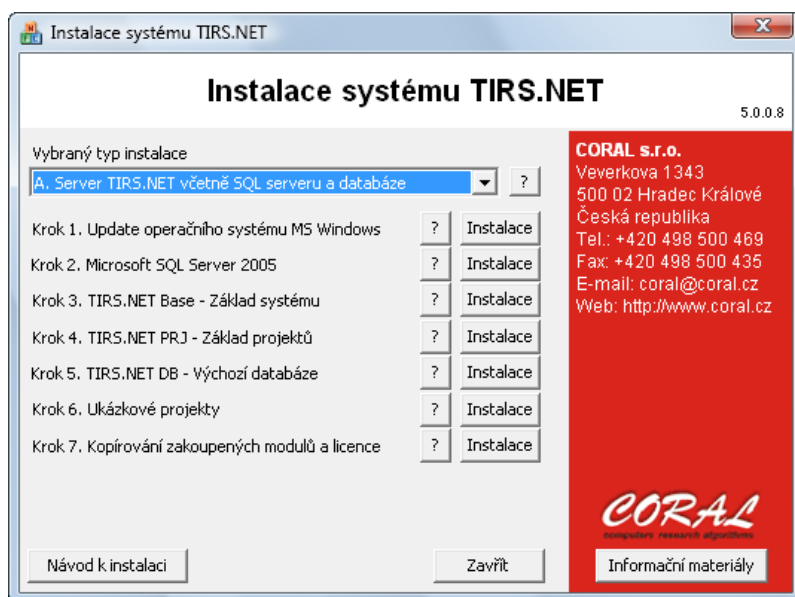 Instalace systému TIRS.NET
Instalace systému TIRS.NET
5.0.0.8
Vybraný typ instalace
A. Server TIRS.NET včetně SQL serveru a databáze
?
Krok 1. Update operačního systému MS Windows ? Instalace
Krok 2. Microsoft SQL Server 2005 ? Instalace
Krok 3. TIRS.NET Base - Základ systému ? Instalace
Krok 4. TIRS.NET PRJ - Základ projektů ? Instalace
Krok 5. TIRS.NET DB - Výchozí databáze ? Instalace
Krok 6. Ukázkové projekty ? Instalace
Krok 7. Kopírování zakoupených modulů a licence ? Instalace
Návod k instalaci
Zavřít
CORAL s.r.o.
Veverkova 1343
500 02 Hradec Králové
Česká republika
Tel.: +420 498 500 469
Fax: +420 498 500 435
E-mail: coral@coral.cz
Web: http://www.coral.cz
CORAL
computers research algorithms
Informační materiály